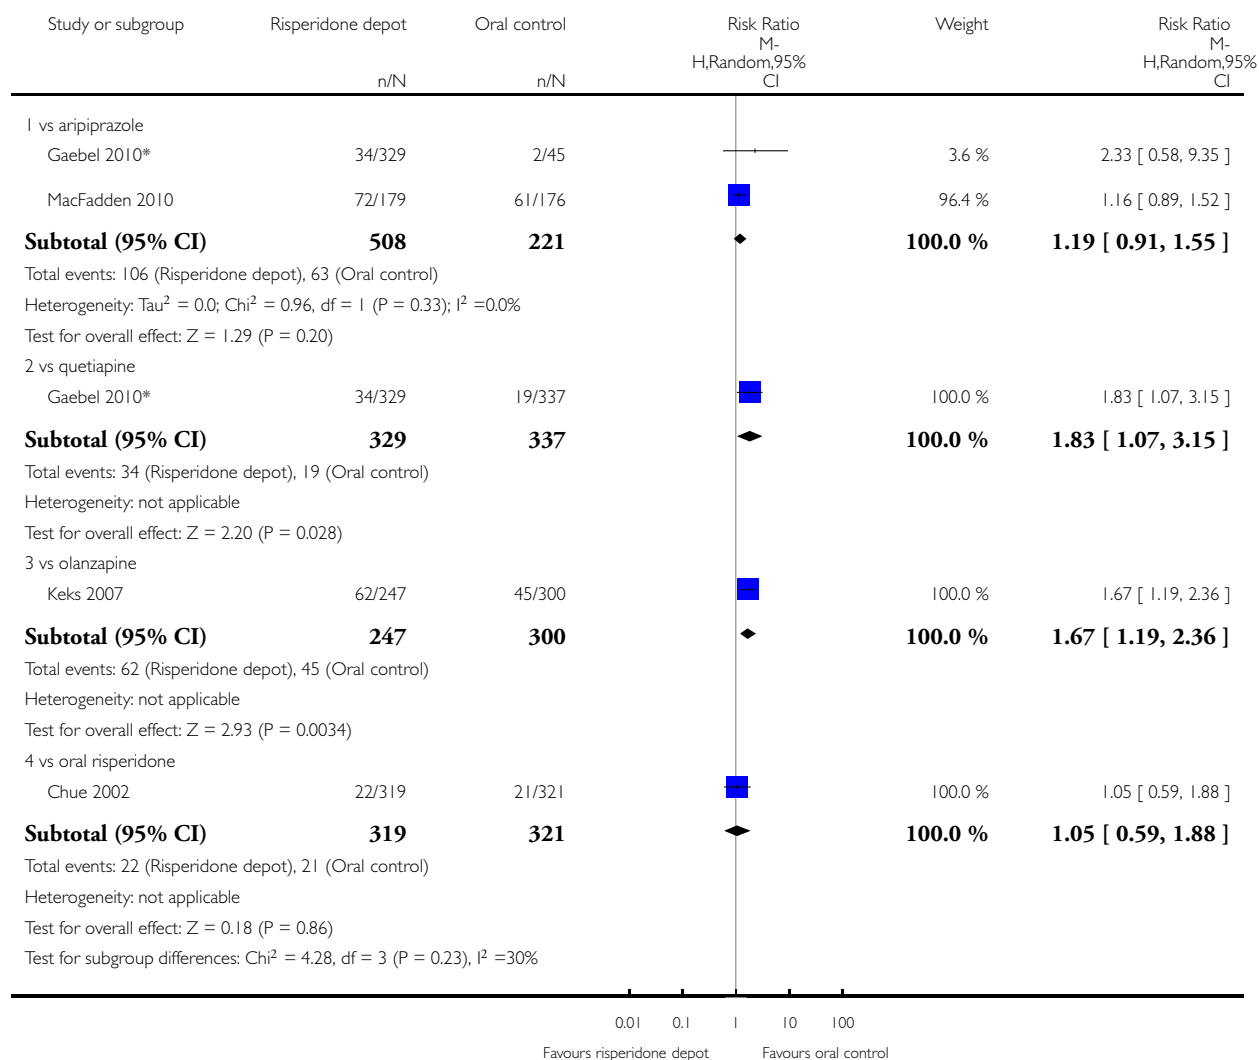 Study or subgroup Risperidone depot Oral control Risk Ratio Weight Risk Ratio
M- M-
H,Random,95% H,Random,95%
n/N n/N CI CI
1 vs aripiprazole
Gaebel 2010* 34/329 2/45 3.6 % 2.33 [ 0.58, 9.35 ]
MacFadden 2010 72/179 61/176 96.4 % 1.16 [ 0.89, 1.52 ]
Subtotal (95% CI) 508 221 100.0 % 1.19 [ 0.91, 1.55 ]
Total events: 106 (Risperidone depot), 63 (Oral control)
Heterogeneity: Tau² = 0.0; Chi² = 0.96, df = 1 (P = 0.33); I² =0.0%
Test for overall effect: Z = 1.29 (P = 0.20)
2 vs quetiapine
Gaebel 2010* 34/329 19/337 100.0 % 1.83 [ 1.07, 3.15 ]
Subtotal (95% CI) 329 337 100.0 % 1.83 [ 1.07, 3.15 ]
Total events: 34 (Risperidone depot), 19 (Oral control)
Heterogeneity: not applicable
Test for overall effect: Z = 2.20 (P = 0.028)
3 vs olanzapine
Keks 2007 62/247 45/300 100.0 % 1.67 [ 1.19, 2.36 ]
Subtotal (95% CI) 247 300 100.0 % 1.67 [ 1.19, 2.36 ]
Total events: 62 (Risperidone depot), 45 (Oral control)
Heterogeneity: not applicable
Test for overall effect: Z = 2.93 (P = 0.0034)
4 vs oral risperidone
Chue 2002 22/319 21/321 100.0 % 1.05 [ 0.59, 1.88 ]
Subtotal (95% CI) 319 321 100.0 % 1.05 [ 0.59, 1.88 ]
Total events: 22 (Risperidone depot), 21 (Oral control)
Heterogeneity: not applicable
Test for overall effect: Z = 0.18 (P = 0.86)
Test for subgroup differences: Chi² = 4.28, df = 3 (P = 0.23), I² =30%
0.01 0.1 1 10 100
Favours risperidone depot Favours oral control